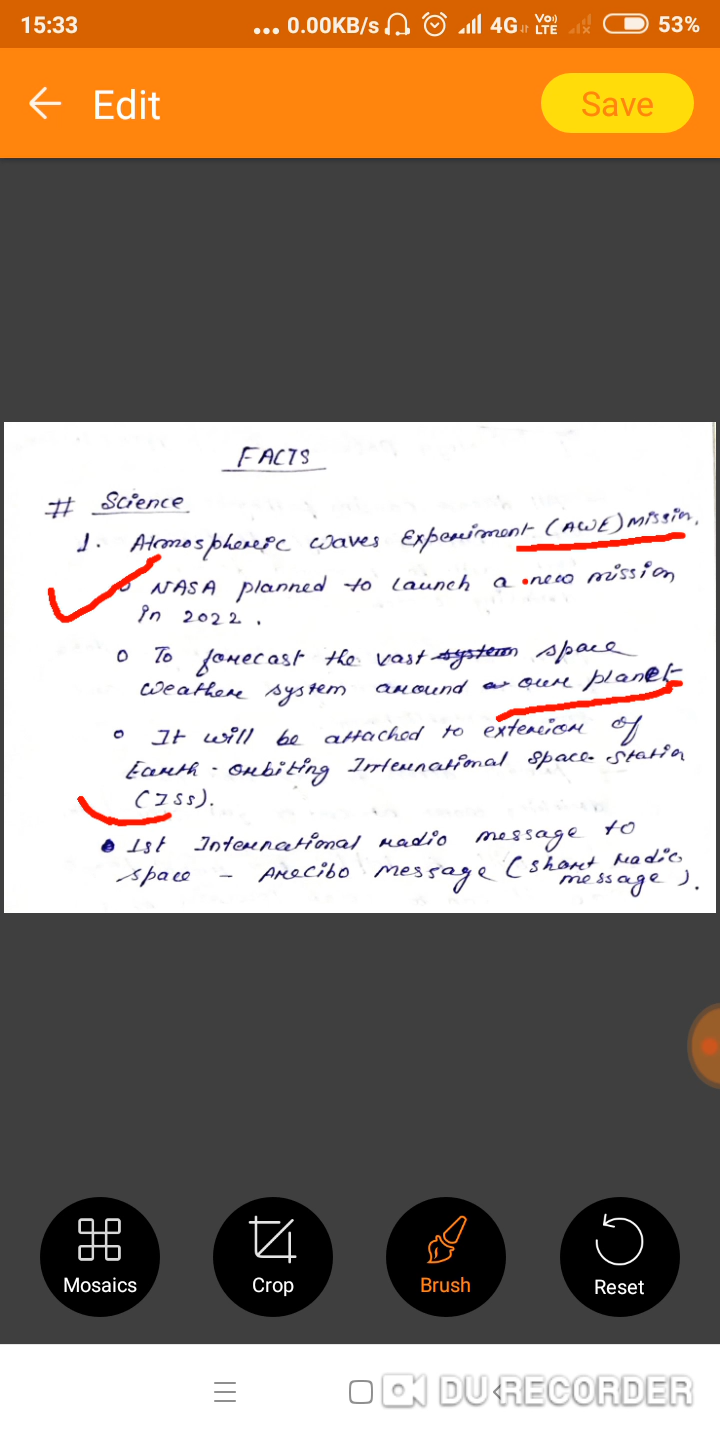 15:33 ... 0.00KB/s 4G Vo)) LTE 53%
Edit Save
FACTS
# Science
1. Atmospheric waves Experiment (AWE) Mission.
o NASA planned to launch a new mission
in 2022.
o To forecast the vast system space
weather system around our planet
o It will be attached to exterior of
Earth-orbiting International Space Station
(ISS).
1st International radio message to
space - Arecibo message (short radio
message).
Mosaics Crop Brush Reset
DU RECORDER